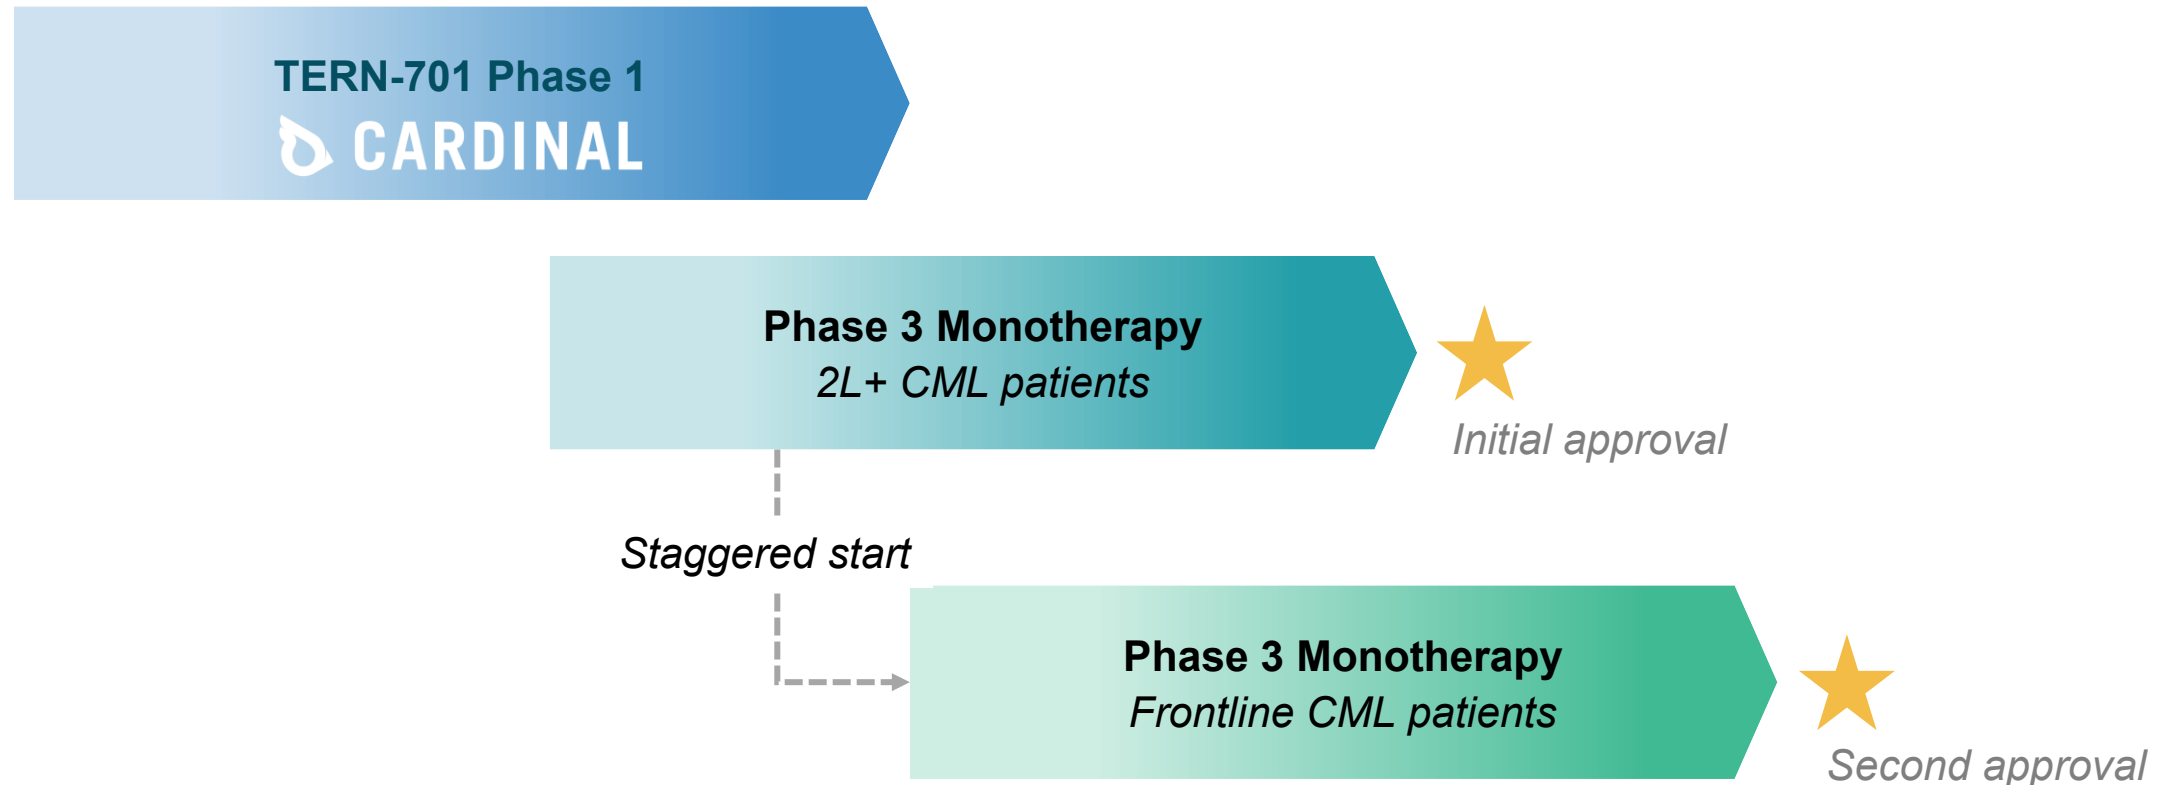 TERN-701 Phase 1
CARDINAL
Phase 3 Monotherapy
2L+ CML patients
Initial approval
Staggered start
Phase 3 Monotherapy
Frontline CML patients
Second approval